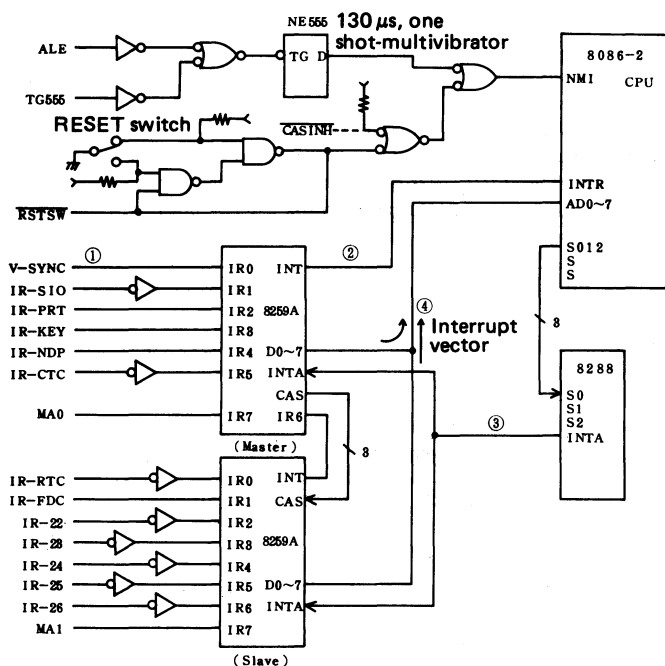 NE555 130 μs, one
shot-multivibrator
ALE
TG D
8086-2
CPU
NMI
TG555
RESET switch
CASINH
RSTSW
INTR
AD0~7
①
②
V-SYNC
IR0
INT
S012
S
S
IR-SIO
IR1
④
IR-PRT
IR2
8259A
Interrupt
vector
IR-KEY
IR3
8
IR-NDP
IR4
D0~7
8288
IR-CTC
IR5
INTA
S0
S1
S2
INTA
③
CAS
MA0
IR7
IR6
(Master)
8
IR-RTC
IR0
INT
IR-FDC
IR1
CAS
IR-22
IR2
IR-23
IR3
8259A
IR-24
IR4
IR-25
IR5
D0~7
IR-26
IR6
INTA
MA1
IR7
(Slave)